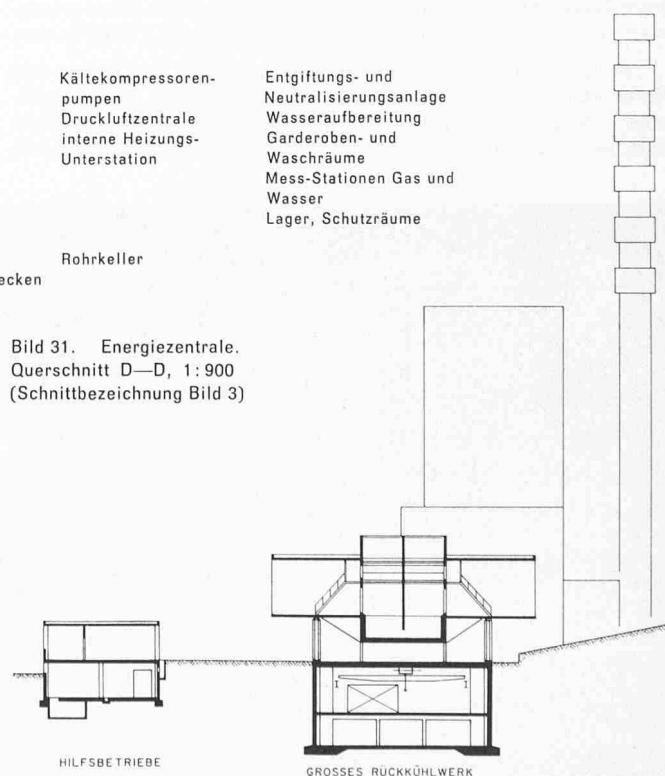 Kältekompressoren-
pumpen
Druckluftzentrale
interne Heizungs-
Unterstation
Entgiftungs- und
Neutralisierungsanlage
Wasseraufbereitung
Garderoben- und
Waschräume
Mess-Stationen Gas und
Wasser
Lager, Schutzräume
Rohrkeller
ecken
Bild 31. Energiezentrale.
Querschnitt D—D, 1:900
(Schnittbezeichnung Bild 3)
HILFSBETRIEBE
GROSSES RÜCKKÜHLWERK